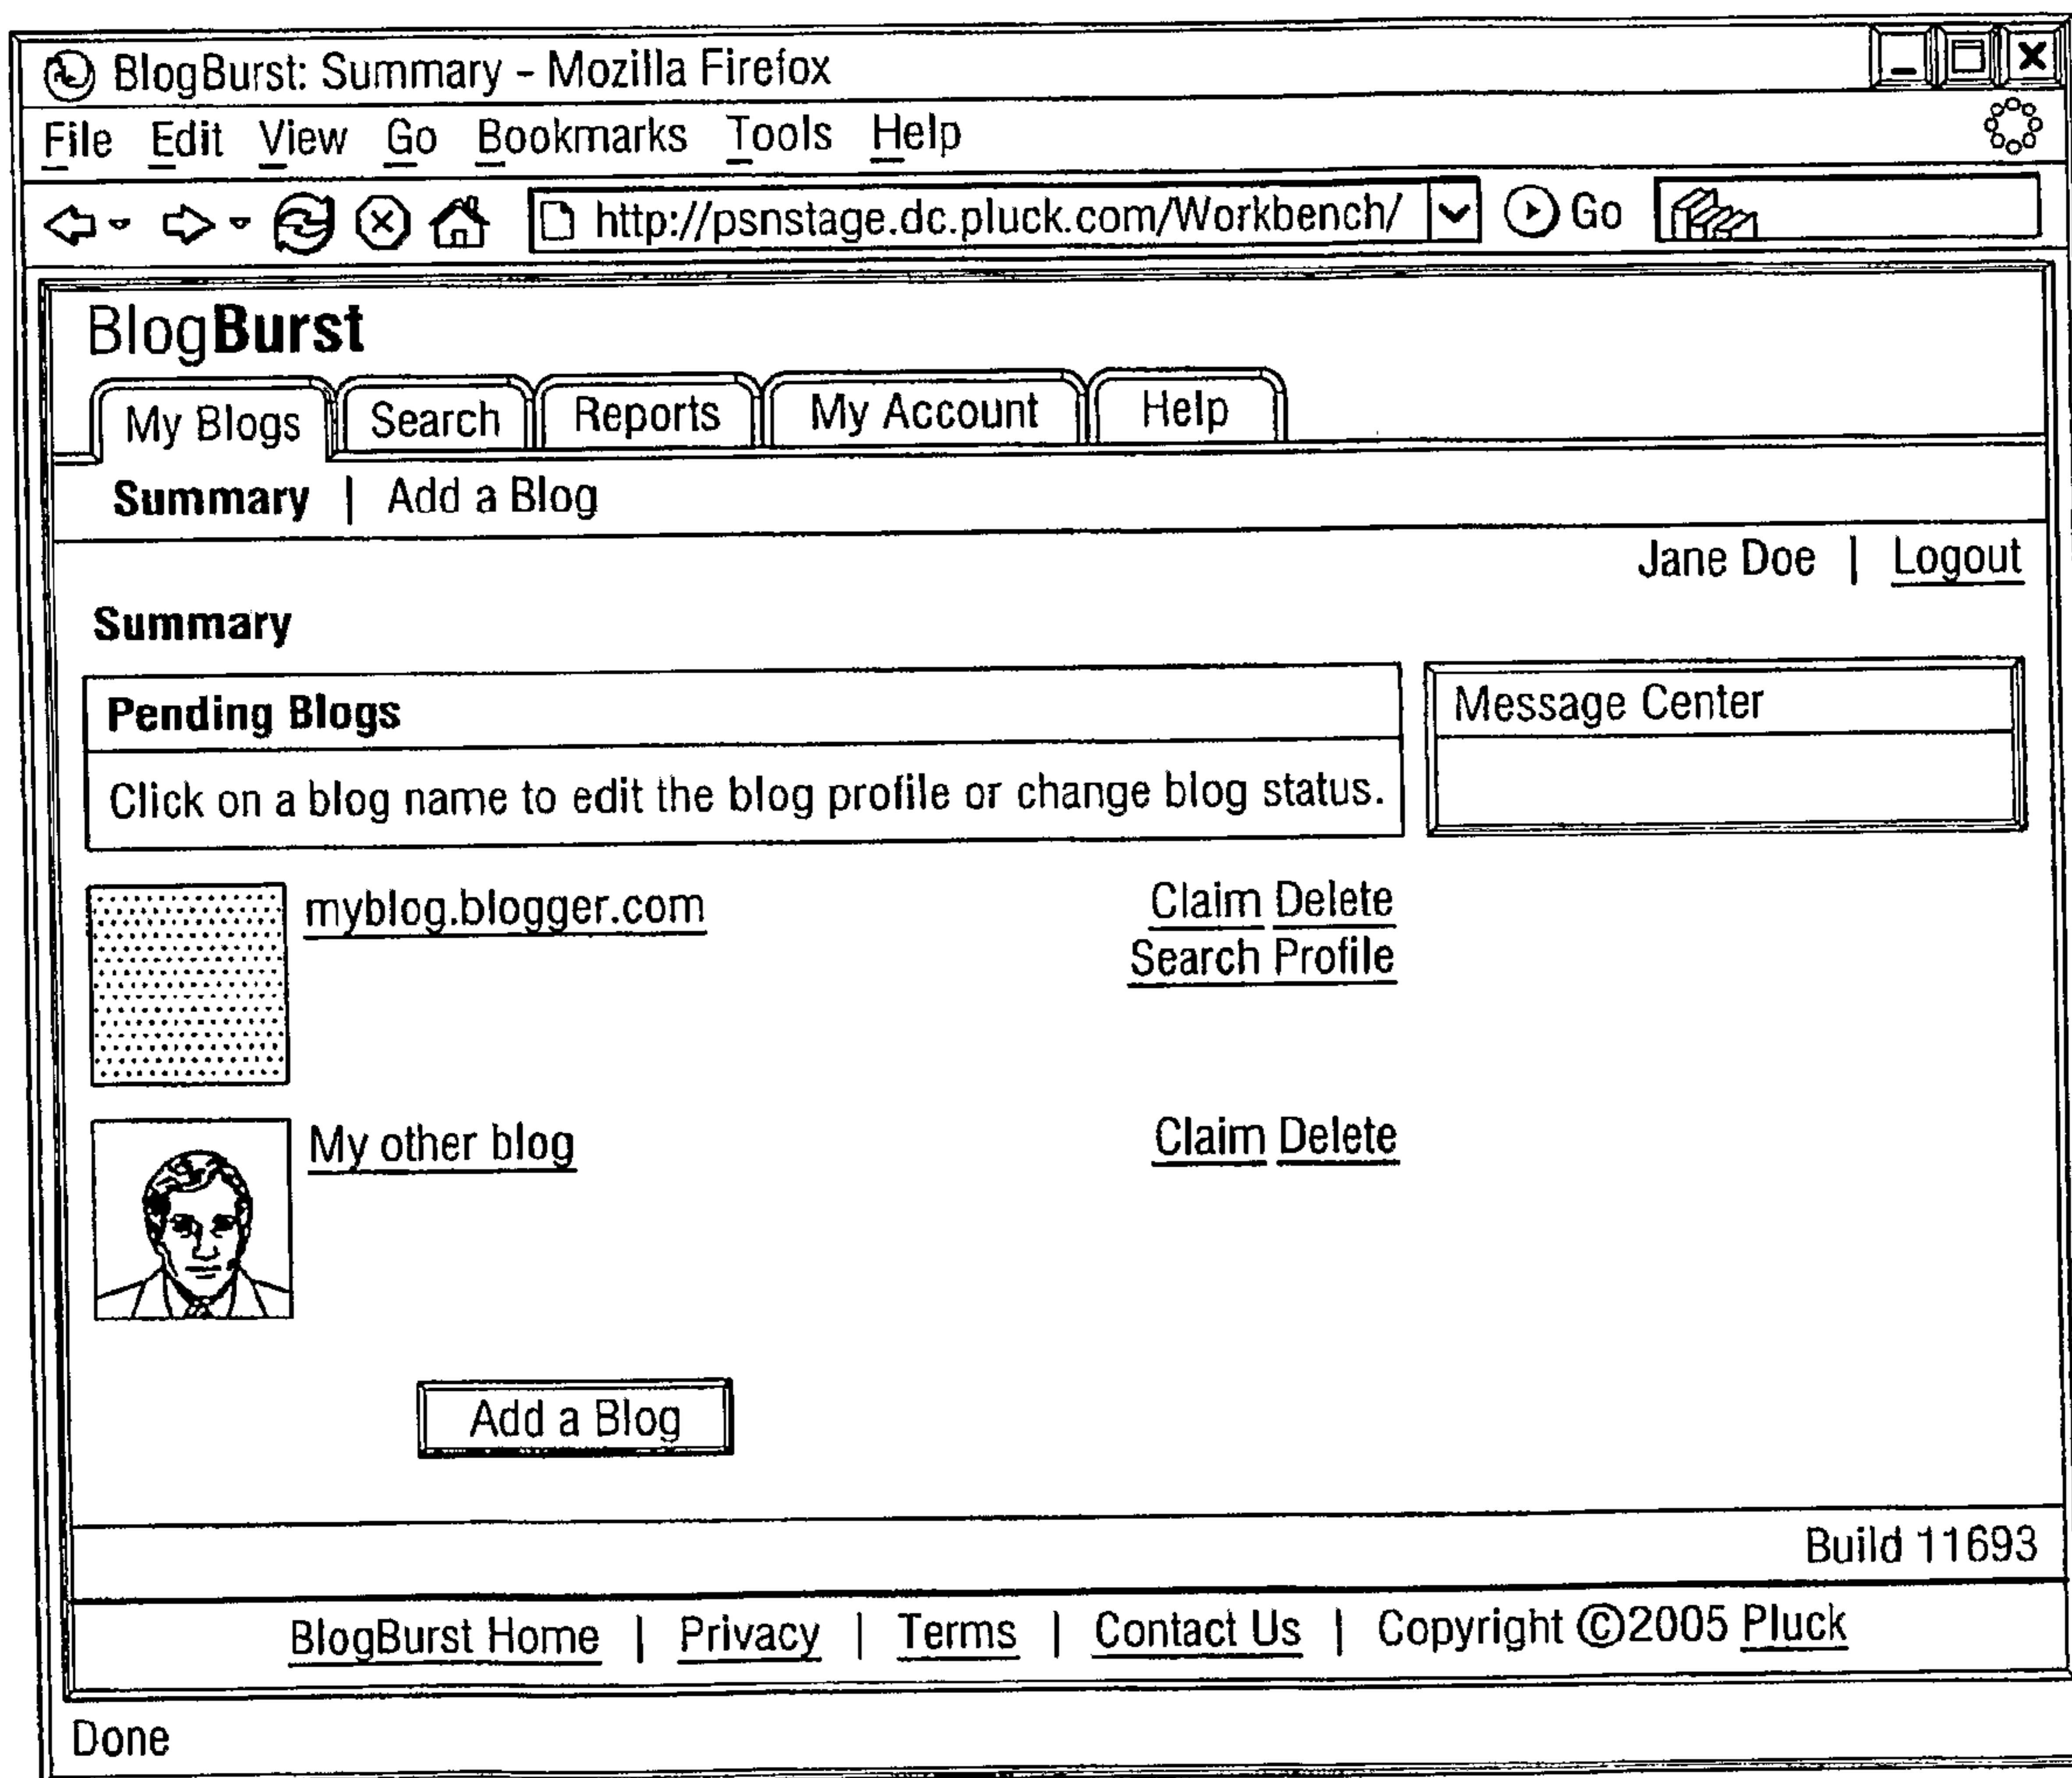 BlogBurst: Summary - Mozilla Firefox
File Edit View Go Bookmarks Tools Help
http://psnstage.dc.pluck.com/Workbench/ Go
BlogBurst
My Blogs Search Reports My Account Help
Summary | Add a Blog
Jane Doe | Logout
Summary
Pending Blogs
Message Center
Click on a blog name to edit the blog profile or change blog status.
myblog.blogger.com Claim Delete
Search Profile
My other blog Claim Delete
Add a Blog
Build 11693
BlogBurst Home | Privacy | Terms | Contact Us | Copyright ©2005 Pluck
Done